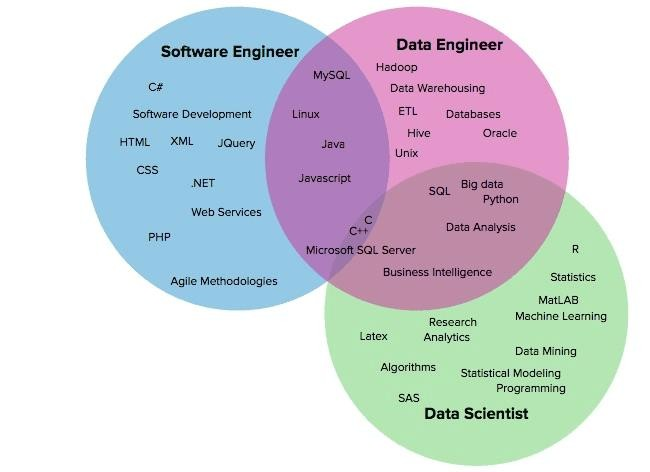 Software Engineer
Data Engineer
MySQL
Hadoop
C#
Data Warehousing
Software Development
Linux
ETL
Databases
HTML
XML
JQuery
Java
Hive
Oracle
Unix
CSS
.NET
Javascript
SQL
Big data
Python
Web Services
C
C++
Data Analysis
PHP
Microsoft SQL Server
R
Agile Methodologies
Business Intelligence
Statistics
MatLAB
Machine Learning
Latex
Research
Analytics
Data Mining
Algorithms
Statistical Modeling
Programming
SAS
Data Scientist